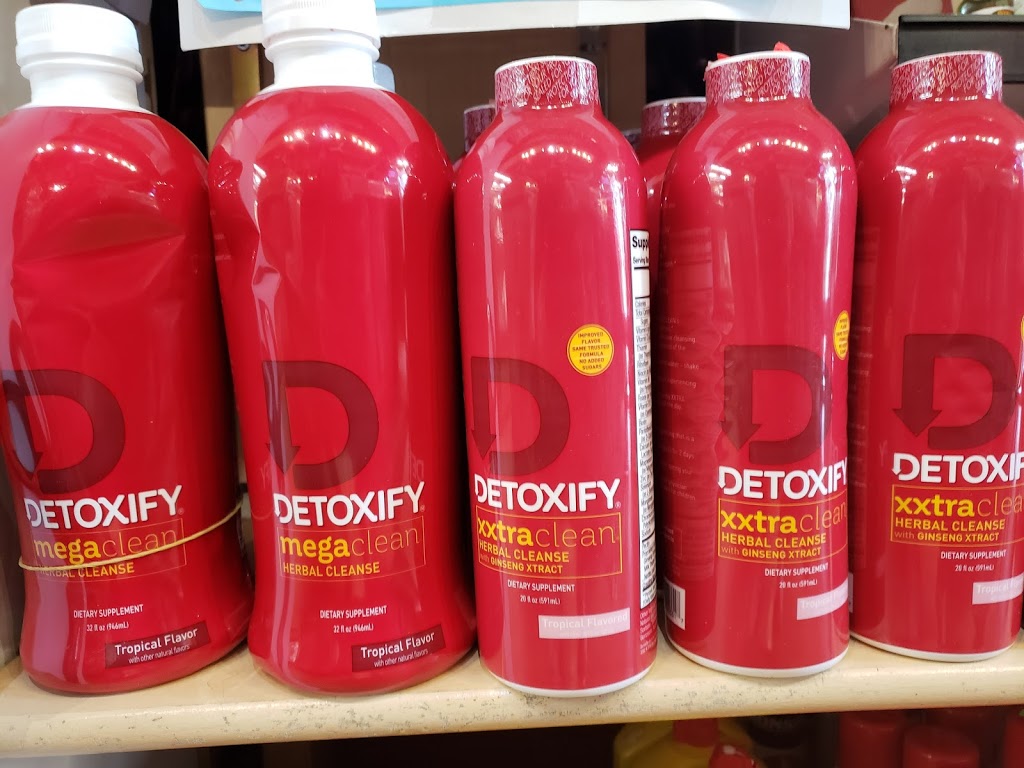 DETOXIFY
megaclean
HERBAL CLEANSE
DIETARY SUPPLEMENT
32 fl oz (946mL)
Tropical Flavor
with other natural flavors
DETOXIFY
megaclean
HERBAL CLEANSE
DIETARY SUPPLEMENT
32 fl oz (946mL)
Tropical Flavor
with other natural flavors
IMPROVED
FLAVOR
SAME TRUSTED
FORMULA
NO ADDED
SUGARS
DETOXIFY
xxtraclean
HERBAL CLEANSE
with GINSENG XTRACT
DIETARY SUPPLEMENT
20 fl oz (591mL)
Tropical Flavored
Supp
DETOXIFY
xxtraclean
HERBAL CLEANSE
with GINSENG XTRACT
DIETARY SUPPLEMENT
20 fl oz (591mL)
Tropical
DETOXIF
xxtraclea
HERBAL CLEANSE
with GINSENG XTRACT
DIETARY SUPPLEMENT
20 fl oz (591mL)
Tropical